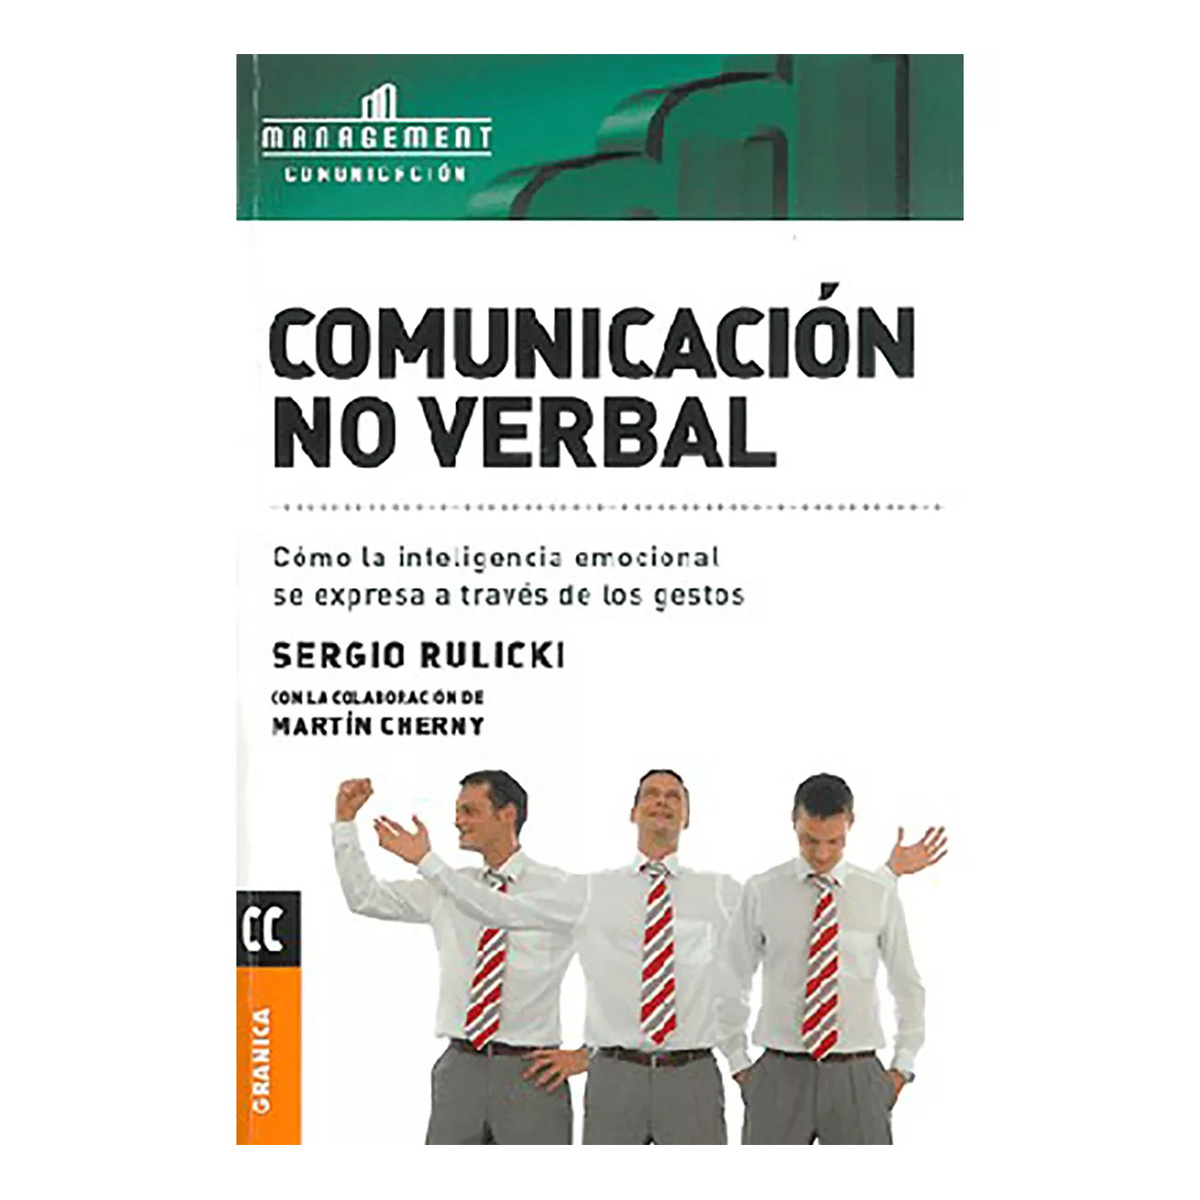 MANAGEMENT
COMUNICACIÓN
COMUNICACIÓN
NO VERBAL
Cómo la inteligencia emocional
se expresa a través de los gestos
SERGIO RULICKI
CON LA COLABORACIÓN DE
MARTÍN CHERNY
CC
GRANICA